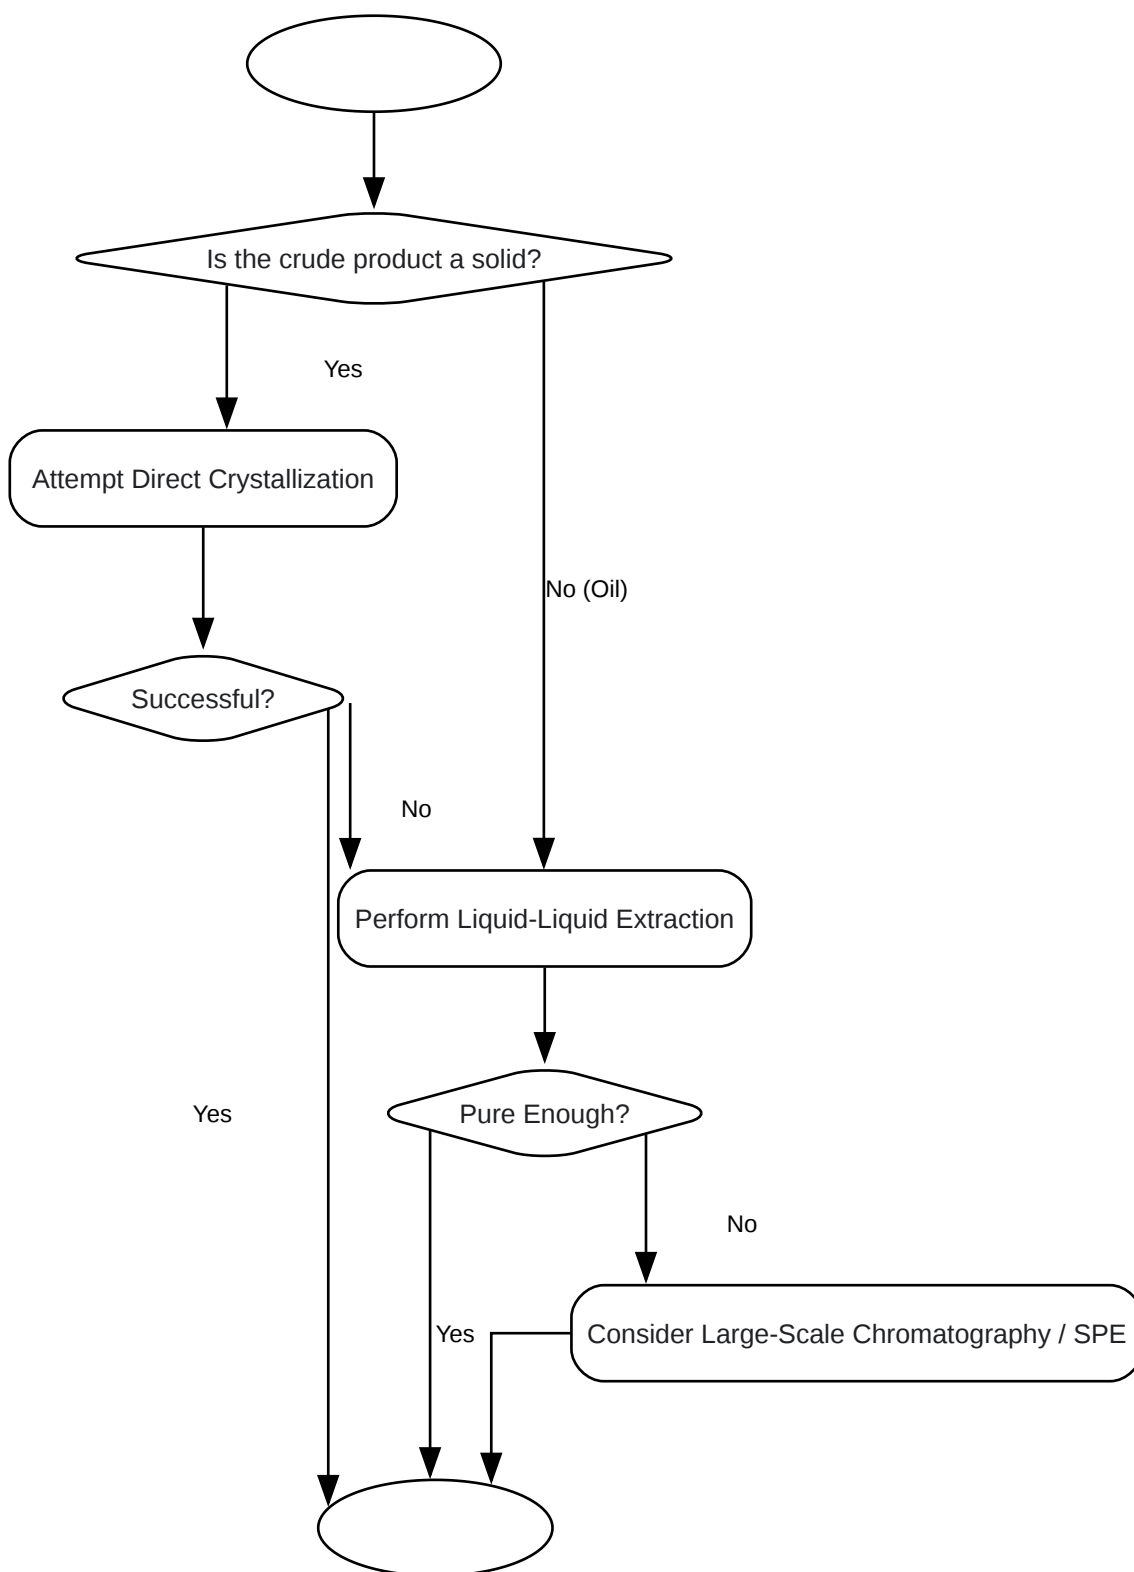 Is the crude product a solid?
Yes
Attempt Direct Crystallization
No (Oil)
Successful?
No
Perform Liquid-Liquid Extraction
Yes
Pure Enough?
No
Yes
Consider Large-Scale Chromatography / SPE